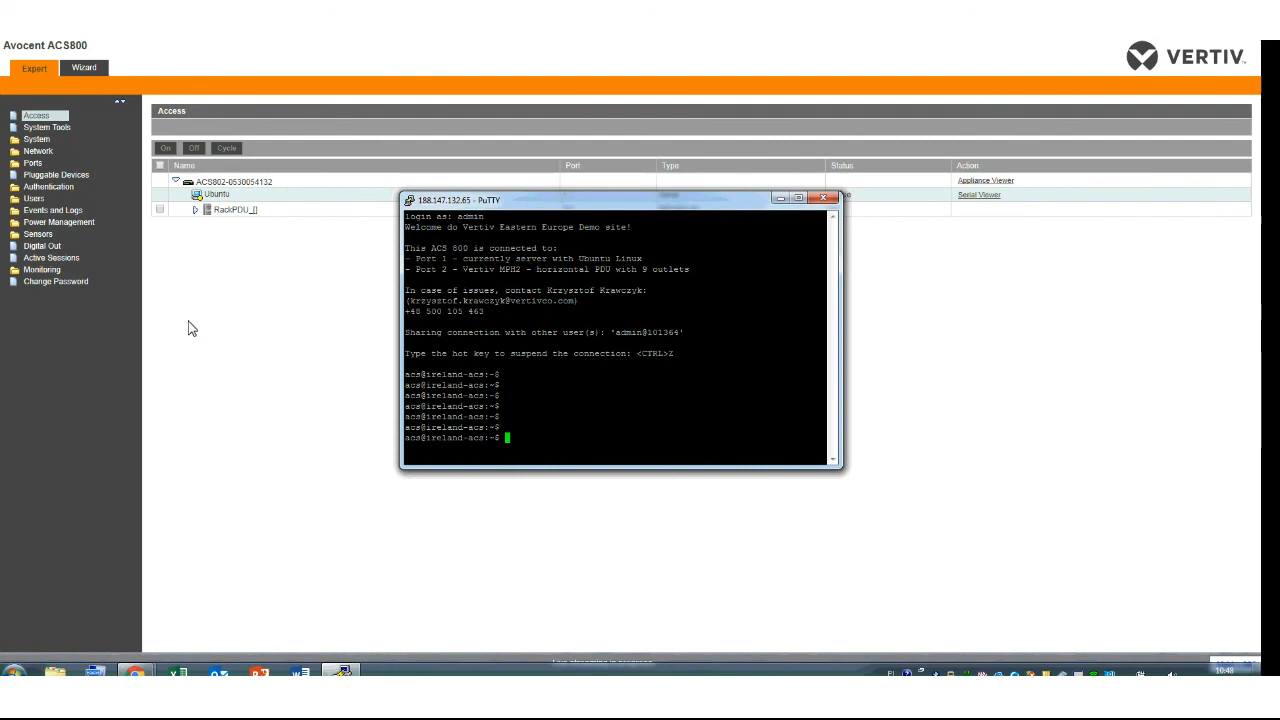 Avocent ACS800
VERTIV
Expert
Wizard
Access
System Tools
System
Network
Ports
Pluggable Devices
Authentication
Users
Events and Logs
Power Management
Sensors
Digital Out
Active Sessions
Monitoring
Change Password
Access
On Off Cycle
Name Port Type Status Action
ACS802-0530054132 Appliance Viewer
Ubuntu Serial Viewer
RackPDU_[]
188.147.132.65 - PuTTY
login as: admin
Welcome do Vertiv Eastern Europe Demo site!
This ACS 800 is connected to:
- Port 1 - currently server with Ubuntu Linux
- Port 2 - Vertiv MPH2 - horizontal PDU with 9 outlets
In case of issues, contact Krzysztof Krawczyk:
(krzysztof.krawczyk@vertivco.com)
+48 500 105 463
Sharing connection with other user(s): 'admin@101364'
Type the hot key to suspend the connection: <CTRL>Z
acs@ireland-acs:~$
acs@ireland-acs:~$
acs@ireland-acs:~$
acs@ireland-acs:~$
acs@ireland-acs:~$
acs@ireland-acs:~$
acs@ireland-acs:~$
PL
10:48